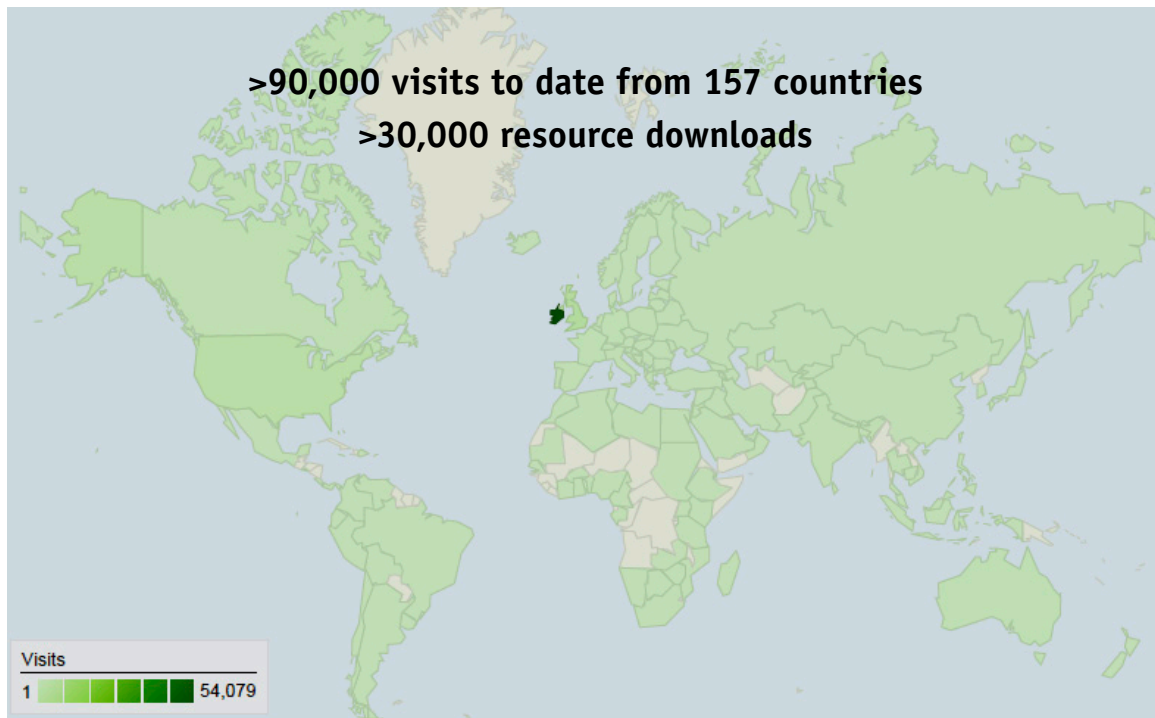 >90,000 visits to date from 157 countries
>30,000 resource downloads
Visits
1 54,079